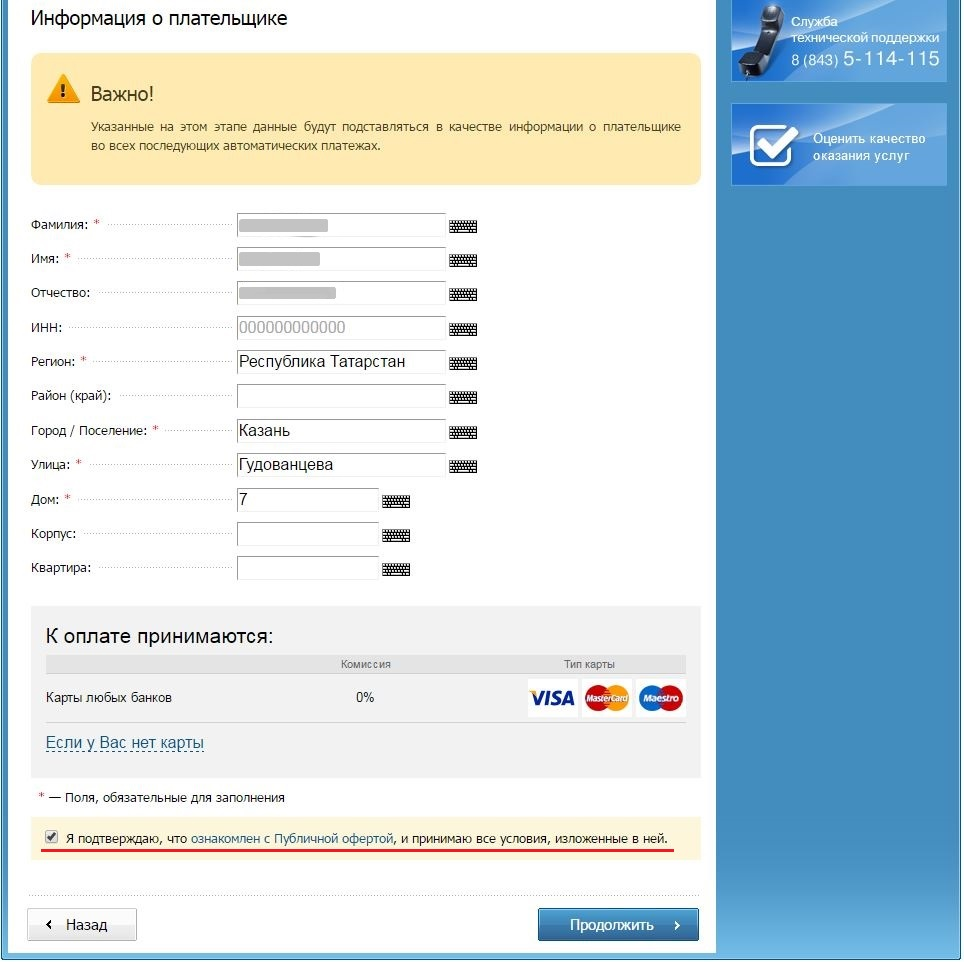 Информация о плательщике
Служба
технической поддержки
8 (843) 5-114-115
Важно!
Указанные на этом этапе данные будут подставляться в качестве информации о плательщике
во всех последующих автоматических платежах.
Оценить качество
оказания услуг
Фамилия: *
Имя: *
Отчество:
ИНН: 000000000000
Регион: * Республика Татарстан
Район (край):
Город / Поселение: * Казань
Улица: * Гудованцева
Дом: * 7
Корпус:
Квартира:
К оплате принимаются:
Комиссия Тип карты
Карты любых банков 0% VISA MasterCard Maestro
Если у Вас нет карты
* — Поля, обязательные для заполнения
Я подтверждаю, что ознакомлен с Публичной офертой, и принимаю все условия, изложенные в ней.
Назад Продолжить